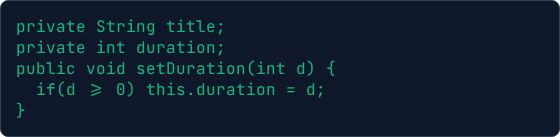 private String title;
private int duration;
public void setDuration(int d) {
  if(d >= 0) this.duration = d;
}